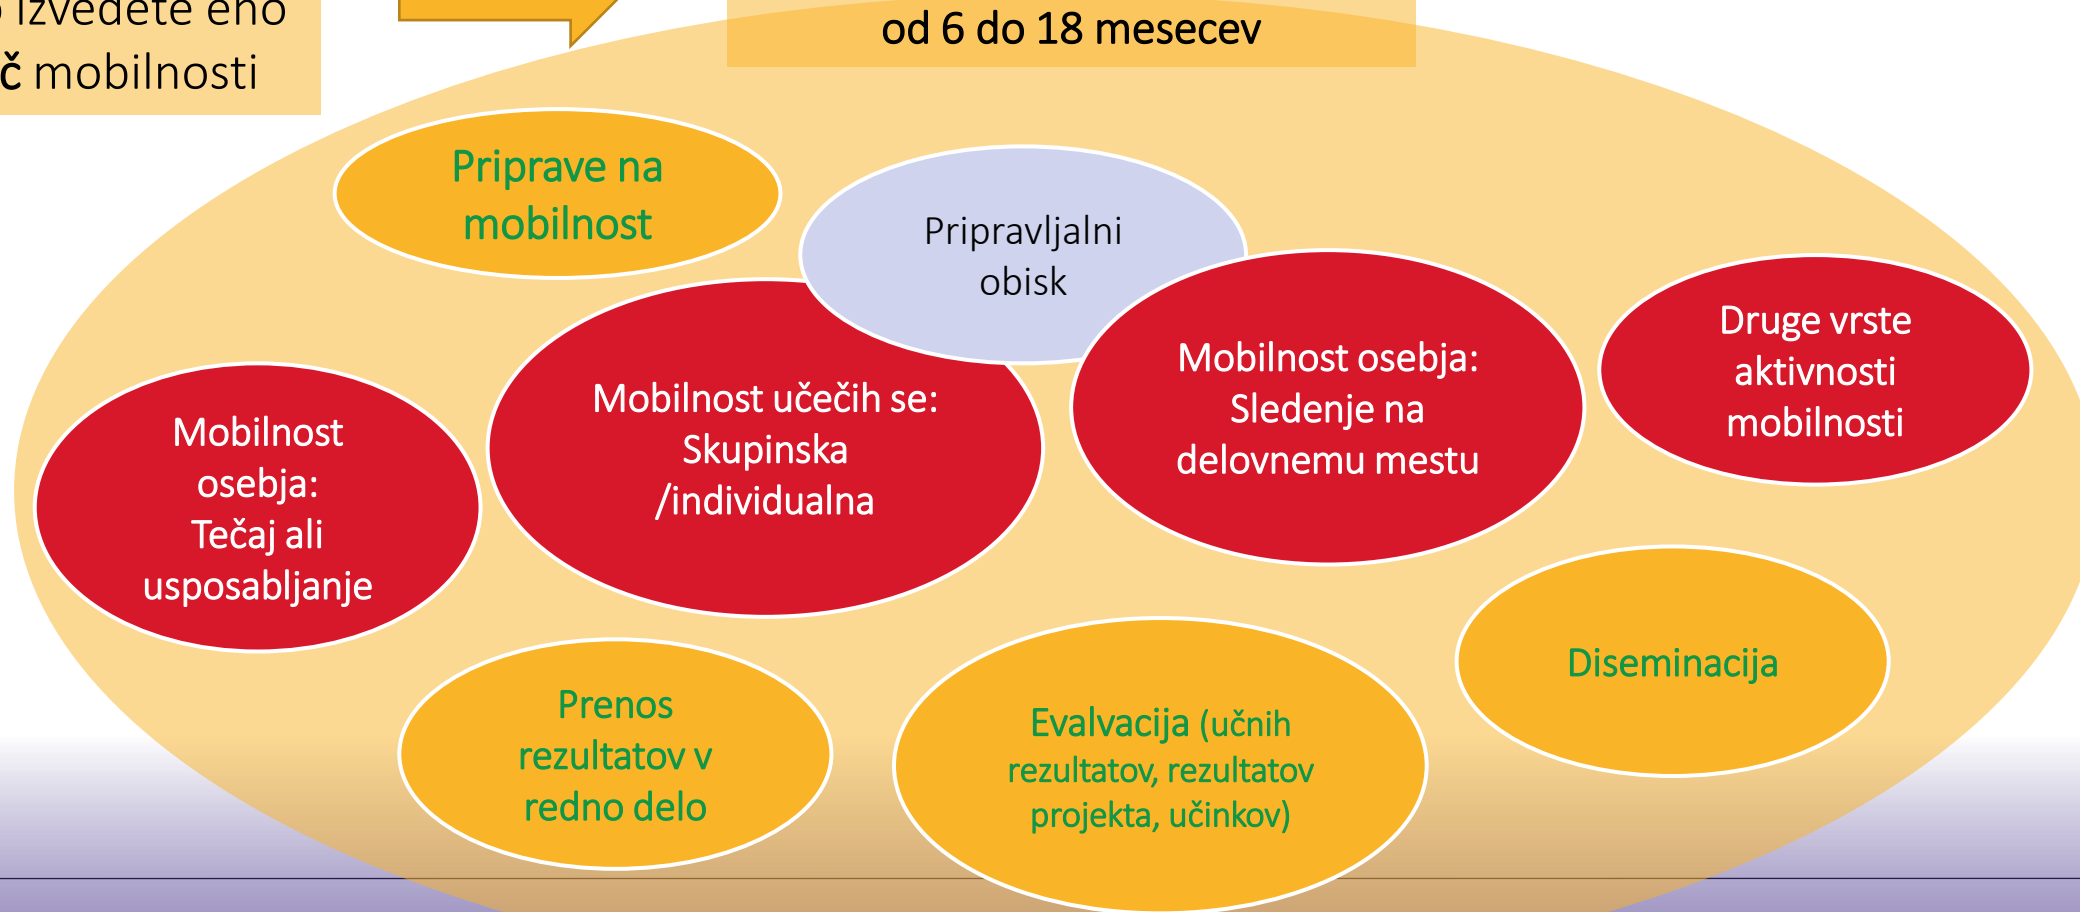 izvedete eno
č mobilnosti
od 6 do 18 mesecev
Priprave na
mobilnost
Pripravljalni
obisk
Mobilnost
osebja:
Tečaj ali
usposabljanje
Mobilnost učečih se:
Skupinska
/individualna
Mobilnost osebja:
Sledenje na
delovnemu mestu
Druge vrste
aktivnosti
mobilnosti
Prenos
rezultatov v
redno delo
Evalvacija (učnih
rezultatov, rezultatov
projekta, učinkov)
Diseminacija